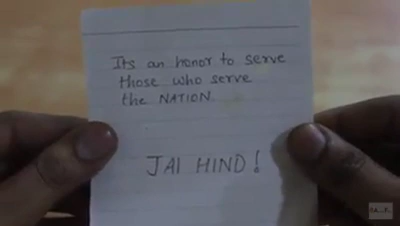 Its an honor to serve
those who serve
the NATION.
JAI HIND!